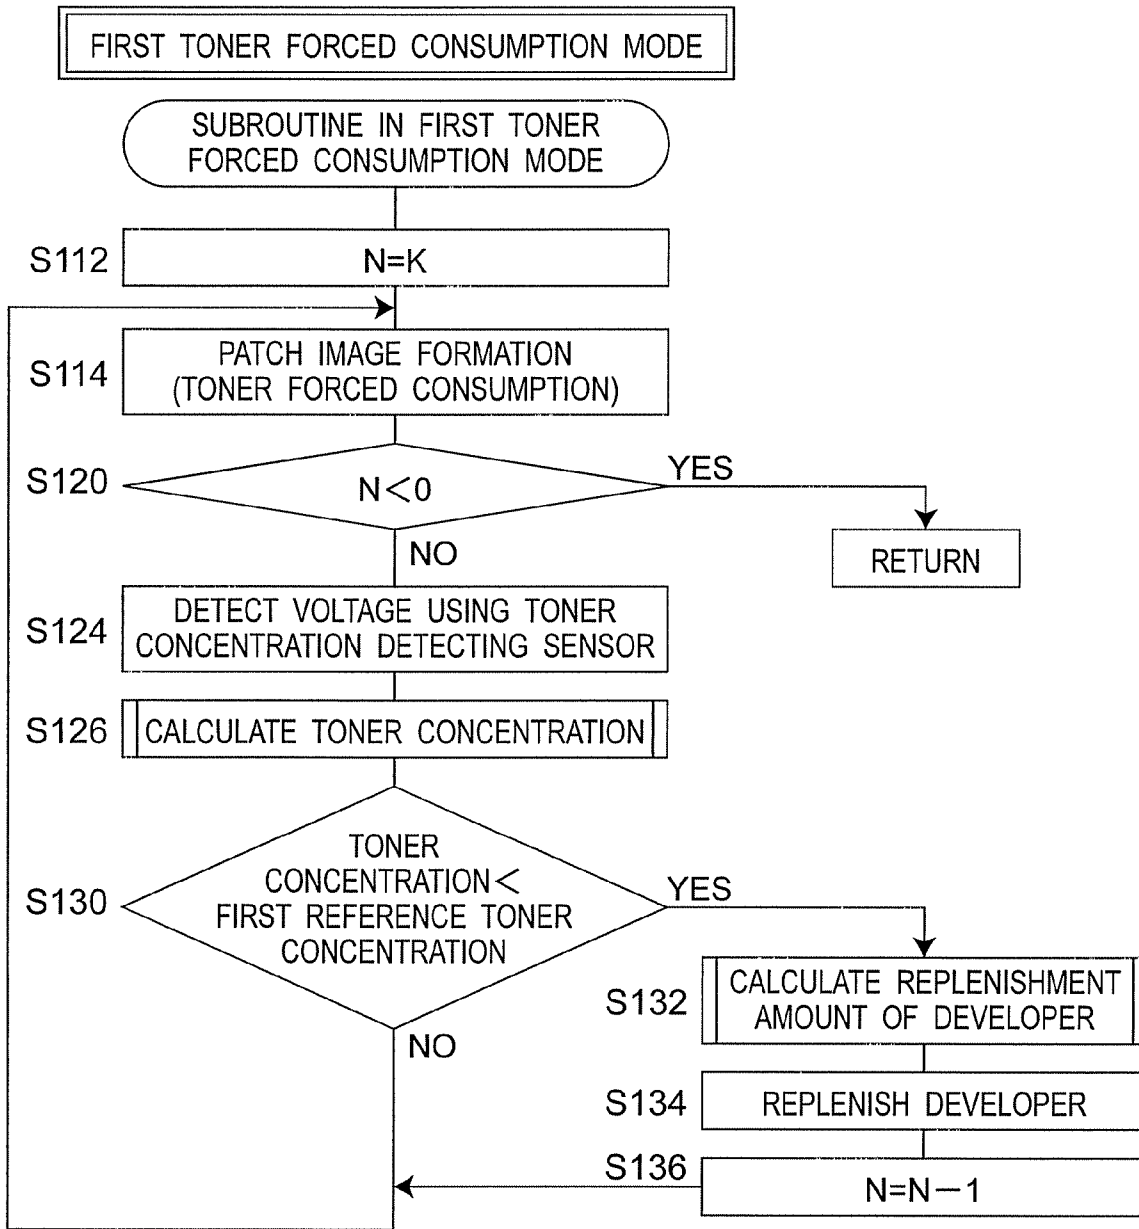 FIRST TONER FORCED CONSUMPTION MODE
SUBROUTINE IN FIRST TONER
FORCED CONSUMPTION MODE
S112
N=K
S114
PATCH IMAGE FORMATION
(TONER FORCED CONSUMPTION)
S120
N<0
YES
RETURN
NO
S124
DETECT VOLTAGE USING TONER
CONCENTRATION DETECTING SENSOR
S126
CALCULATE TONER CONCENTRATION
S130
TONER
CONCENTRATION<
FIRST REFERENCE TONER
CONCENTRATION
YES
NO
S132
CALCULATE REPLENISHMENT
AMOUNT OF DEVELOPER
S134
REPLENISH DEVELOPER
S136
N=N−1